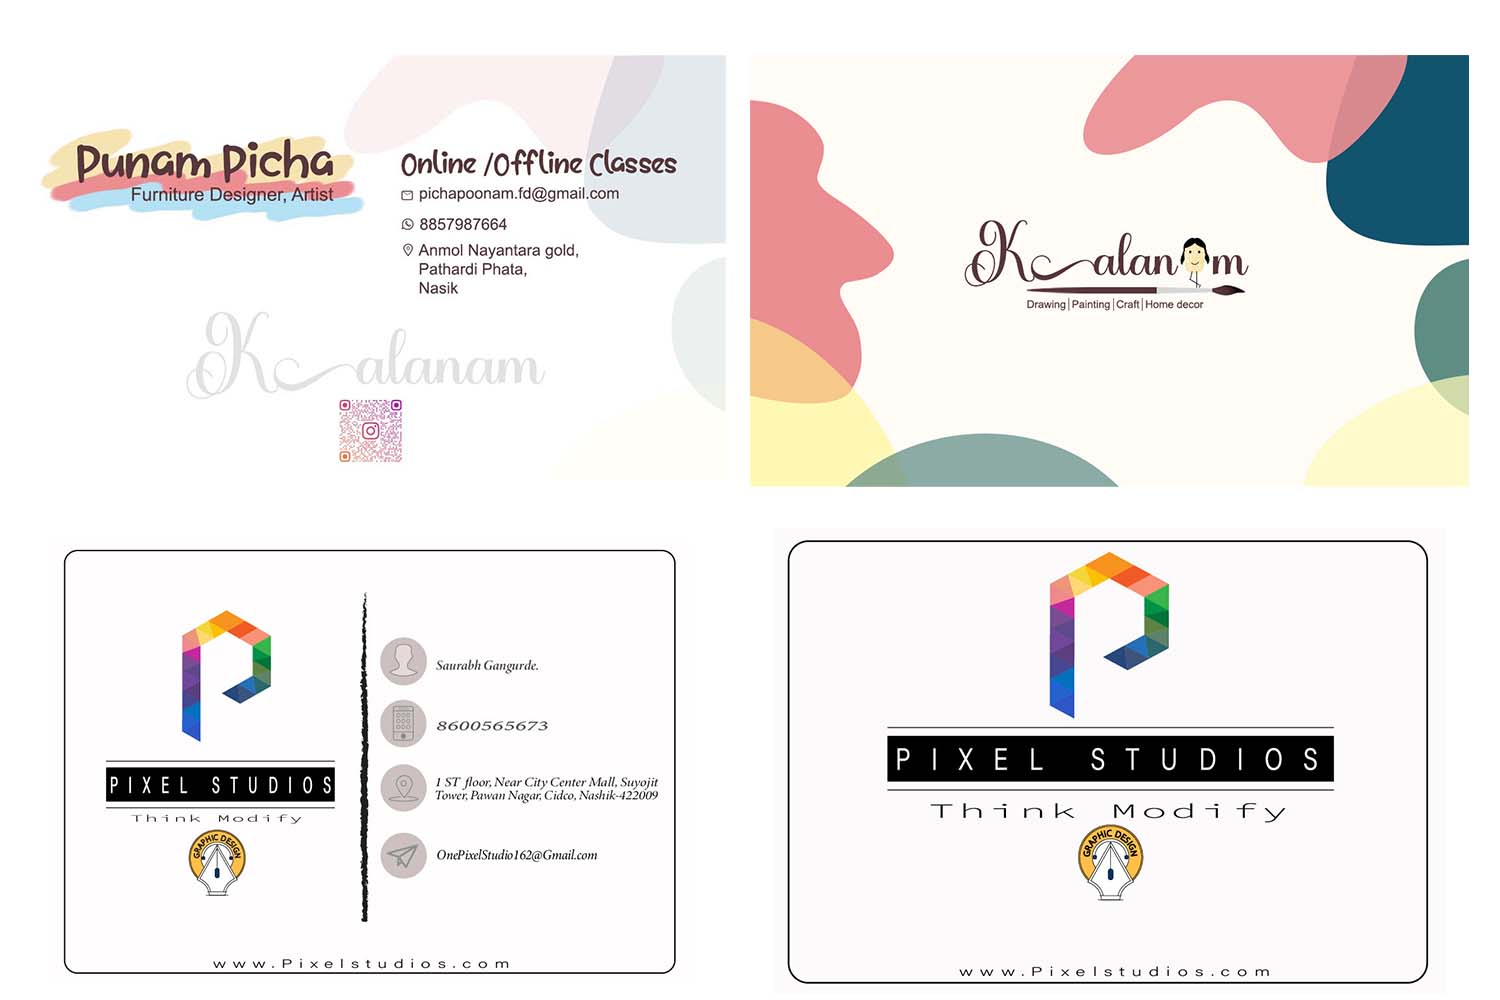 Punam Picha
Furniture Designer, Artist
Online /Offline Classes
pichapoonam.fd@gmail.com
8857987664
Anmol Nayantara gold,
Pathardi Phata,
Nasik
Kalanam
Kalanam
Drawing|Painting|Craft|Home decor
PIXEL STUDIOS
Think Modify
GRAPHIC DESIGN
Saurabh Gangurde.
8600565673
1 ST floor, Near City Center Mall, Suyojit
Tower, Pawan Nagar, Cidco, Nashik-422009
OnePixelStudio162@Gmail.com
www.Pixelstudios.com
PIXEL STUDIOS
Think Modify
GRAPHIC DESIGN
www.Pixelstudios.com